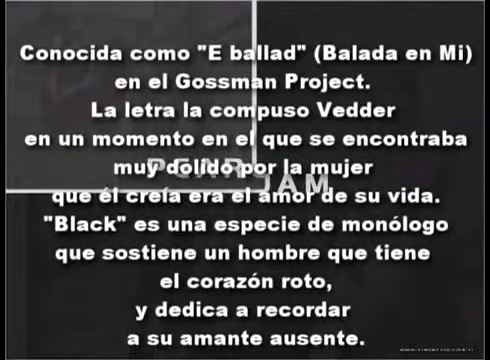 Conocida como "E ballad" (Balada en Mi)
en el Gossman Project.
La letra la compuso Vedder
en un momento en el que se encontraba
muy dolido por la mujer
PEARL JAM
que él creía era el amor de su vida.
"Black" es una especie de monólogo
que sostiene un hombre que tiene
el corazón roto,
y dedica a recordar
a su amante ausente.